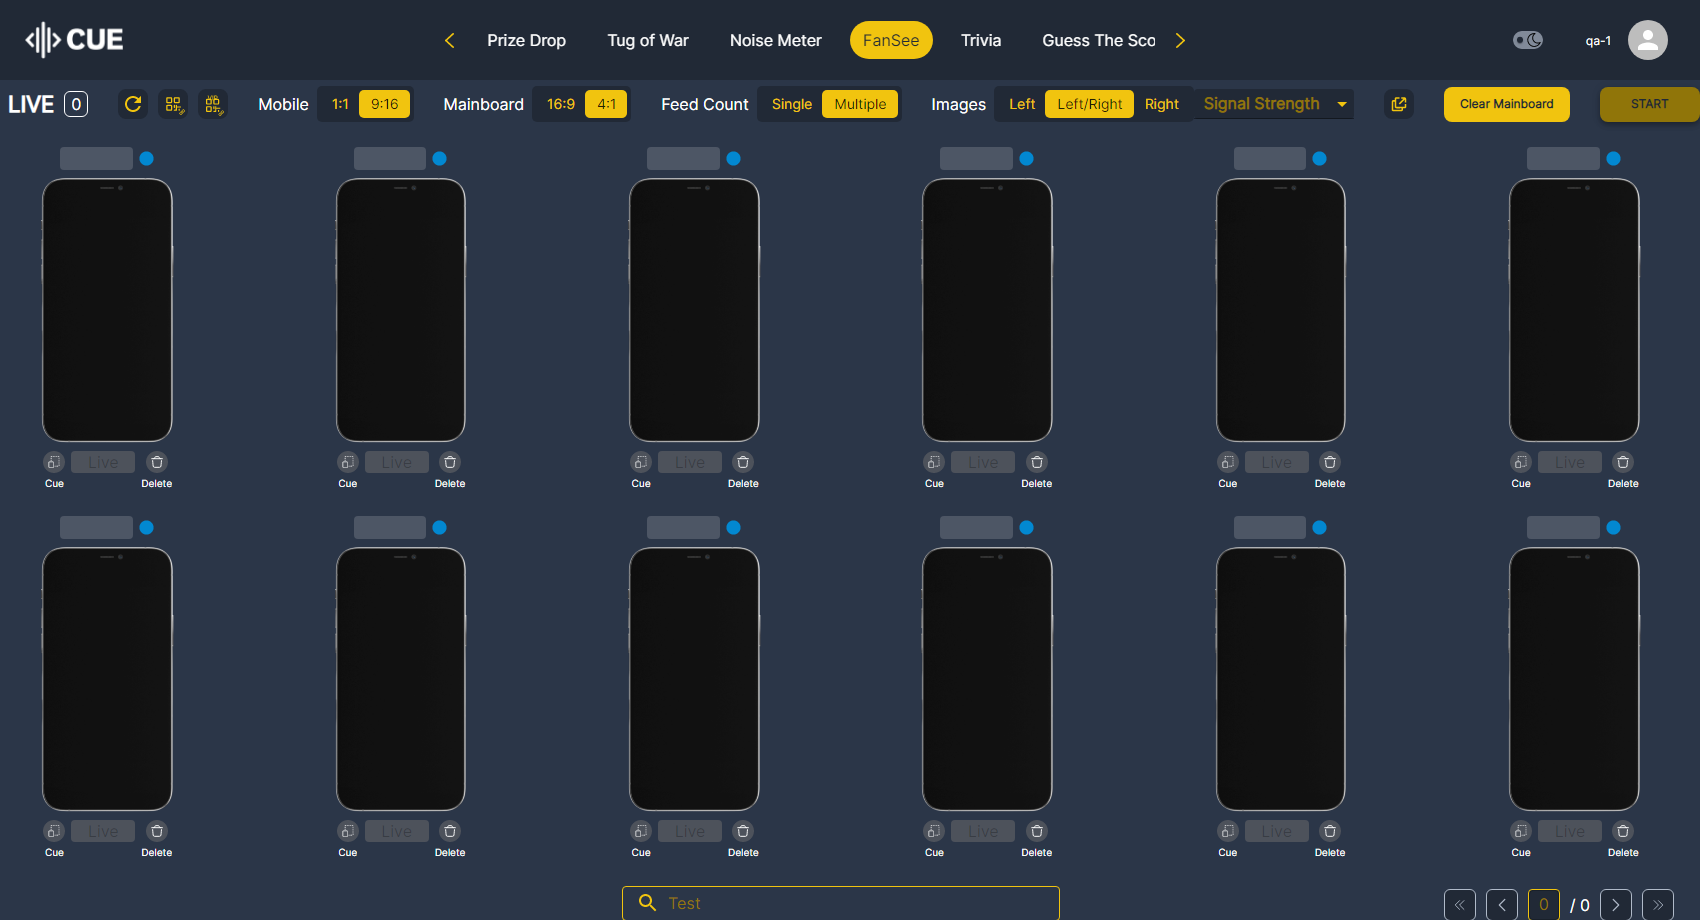 CUE
Prize Drop Tug of War Noise Meter FanSee Trivia Guess The Sco
qa-1
LIVE 0 Mobile 1:1 9:16 Mainboard 16:9 4:1 Feed Count Single Multiple Images Left Left/Right Right Signal Strength Clear Mainboard START
Live Live Live Live Live Live
Cue Delete Cue Delete Cue Delete Cue Delete Cue Delete Cue Delete
Live Live Live Live Live Live
Cue Delete Cue Delete Cue Delete Cue Delete Cue Delete Cue Delete
Test
0 / 0